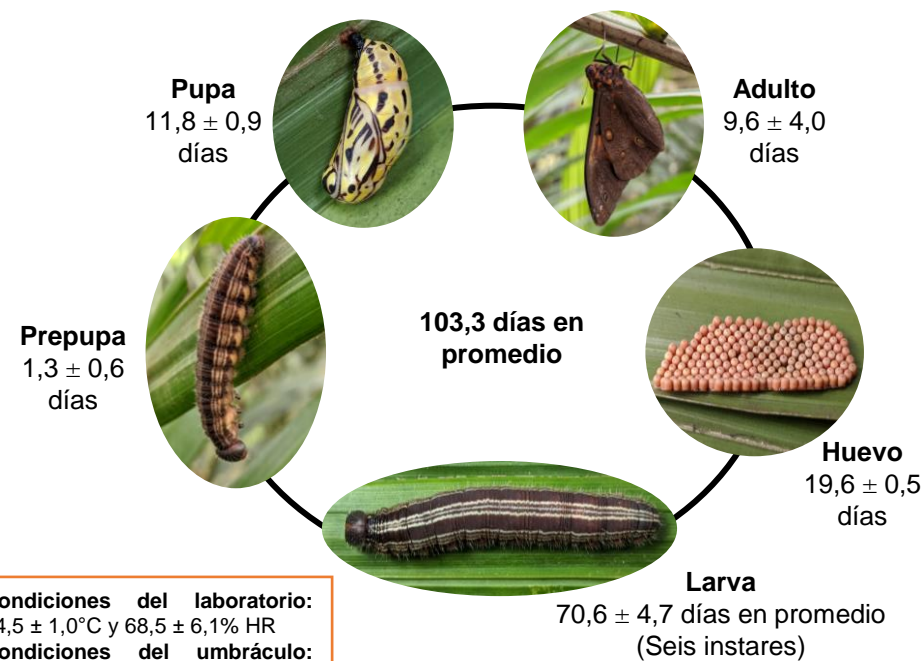 Pupa
11,8 ± 0,9
días
Adulto
9,6 ± 4,0
días
Prepupa
1,3 ± 0,6
días
103,3 días en
promedio
Huevo
19,6 ± 0,5
días
Larva
70,6 ± 4,7 días en promedio
(Seis instares)
ondiciones del laboratorio:
4,5 ± 1,0°C y 68,5 ± 6,1% HR
ondiciones del umbráculo: